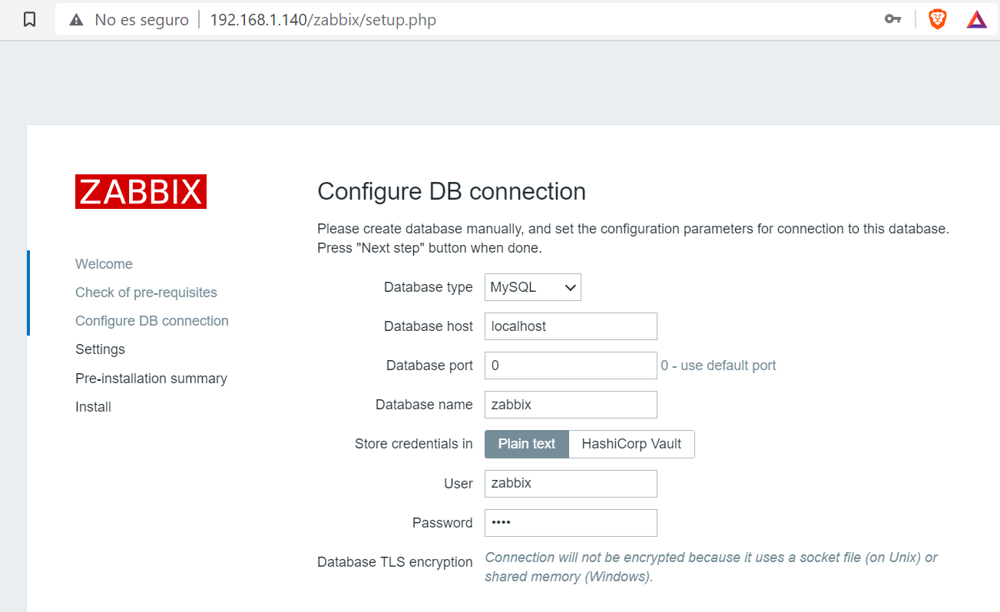 No es seguro 192.168.1.140/zabbix/setup.php
ZABBIX
Welcome
Check of pre-requisites
Configure DB connection
Settings
Pre-installation summary
Install
Configure DB connection
Please create database manually, and set the configuration parameters for connection to this database.
Press "Next step" button when done.
Database type MySQL
Database host localhost
Database port 0 0 - use default port
Database name zabbix
Store credentials in Plain text HashiCorp Vault
User zabbix
Password ••••
Database TLS encryption Connection will not be encrypted because it uses a socket file (on Unix) or
shared memory (Windows).